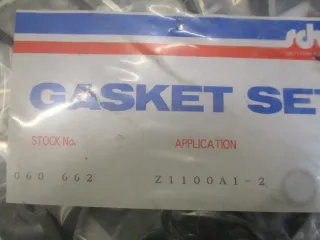 GASKET SET
STOCK No. APPLICATION
060 662 Z1100A1-2